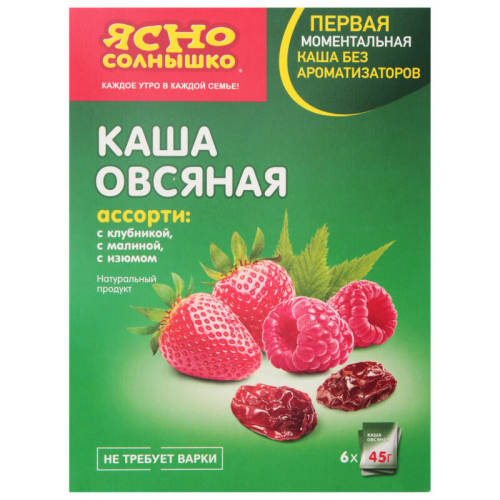 ЯСНО
СОЛНЫШКО®
КАЖДОЕ УТРО В КАЖДОЙ СЕМЬЕ!
ПЕРВАЯ
МОМЕНТАЛЬНАЯ
КАША БЕЗ
АРОМАТИЗАТОРОВ
КАША
ОВСЯНАЯ
ассорти:
с клубникой,
с малиной,
с изюмом
Натуральный
продукт
НЕ ТРЕБУЕТ ВАРКИ
6х
КАША
ОВСЯНАЯ
45г